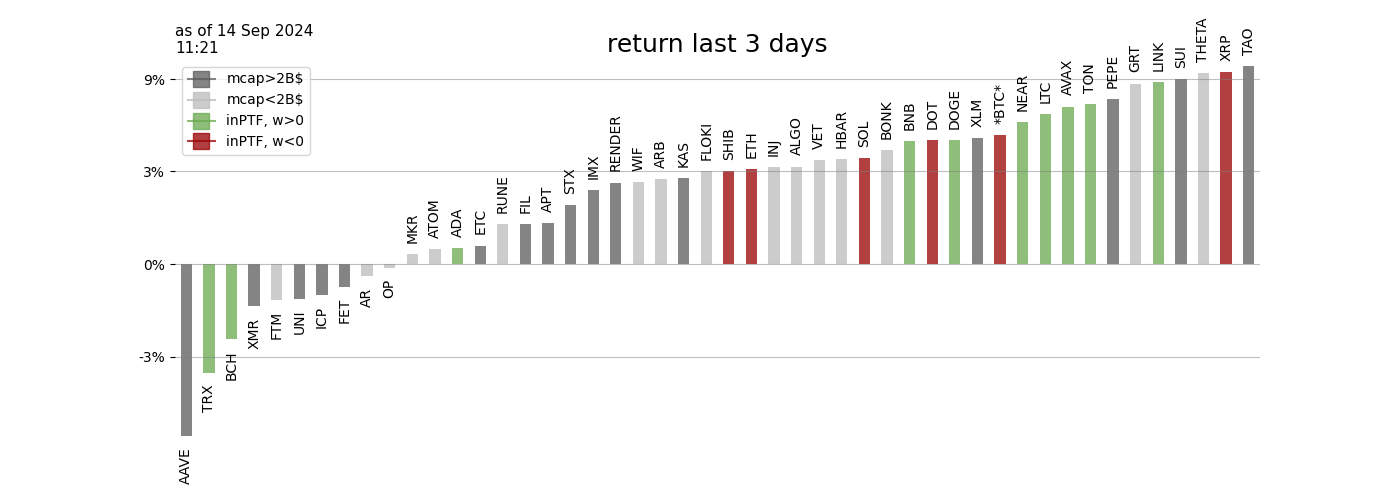 as of 14 Sep 2024
11:21
return last 3 days
mcap>2B$
mcap<2B$
inPTF, w>0
inPTF, w<0
9%
3%
0%
-3%
AAVE
TRX
BCH
XMR
FTM
UNI
ICP
FET
AR
OP
MKR
ATOM
ADA
ETC
RUNE
FIL
APT
STX
IMX
RENDER
WIF
ARB
KAS
FLOKI
SHIB
ETH
INJ
ALGO
VET
HBAR
SOL
BONK
BNB
DOT
DOGE
XLM
*BTC*
NEAR
LTC
AVAX
TON
PEPE
GRT
LINK
SUI
THETA
XRP
TAO